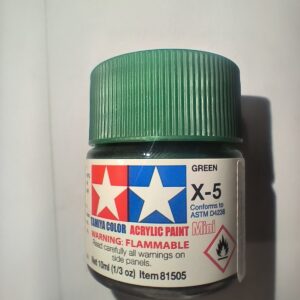 GREEN
X-5
Conforms to
ASTM D4236
TAMIYA COLOR ACRYLIC PAINT Mini
WARNING: FLAMMABLE
Read carefully all warnings on
side panels.
Net 10ml (1/3 oz) Item 81505